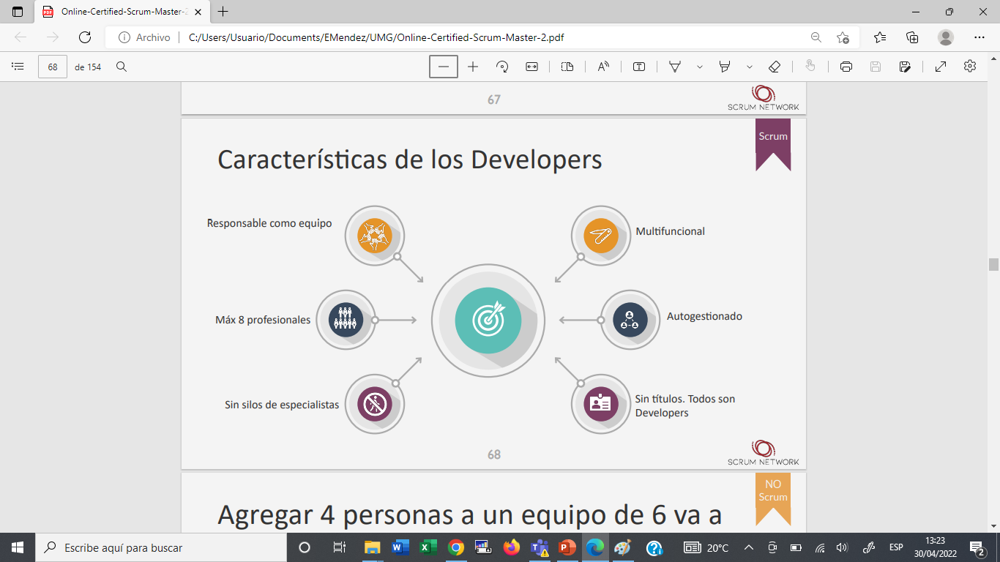 Online-Certified-Scrum-Master-2
Archivo
C:/Users/Usuario/Documents/EMendez/UMG/Online-Certified-Scrum-Master-2.pdf
68 de 154
67
SCRUM NETWORK
Scrum
Características de los Developers
Responsable como equipo
Multifuncional
Máx 8 profesionales
Autogestionado
Sin silos de especialistas
Sin títulos. Todos son
Developers
68
SCRUM NETWORK
NO
Scrum
Agregar 4 personas a un equipo de 6 va a
Escribe aquí para buscar
20°C
ESP
13:23
30/04/2022
2